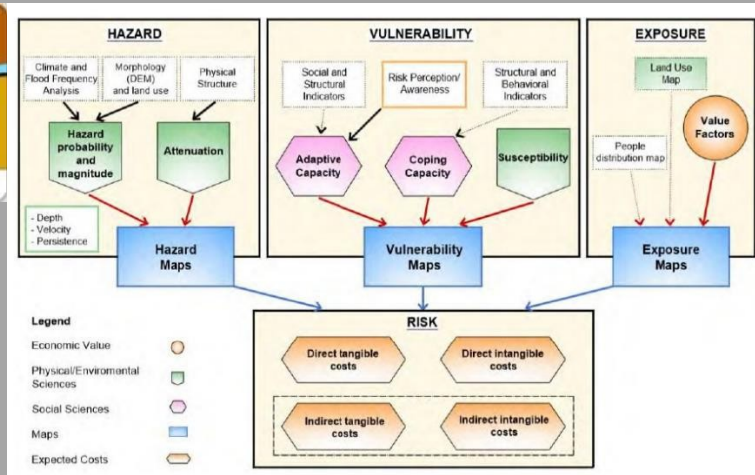 HAZARD
Climate and
Flood Frequency
Analysis
Morphology
(DEM) and
land use
Physical
Structure
Hazard
probability
and
magnitude
Attenuation
- Depth
- Velocity
- Persistence
Hazard
Maps
VULNERABILITY
Social and
Structural
Indicators
Risk Perception/
Awareness
Structural and
Behavioral
Indicators
Adaptive
Capacity
Coping
Capacity
Susceptibility
Vulnerability
Maps
EXPOSURE
Land Use
Map
People
distribution map
Value
Factors
Exposure
Maps
Legend
Economic Value
Physical/Enviromental
Sciences
Social Sciences
Maps
Expected Costs
RISK
Direct tangible
costs
Direct intangible
costs
Indirect tangible
costs
Indirect intangible
costs